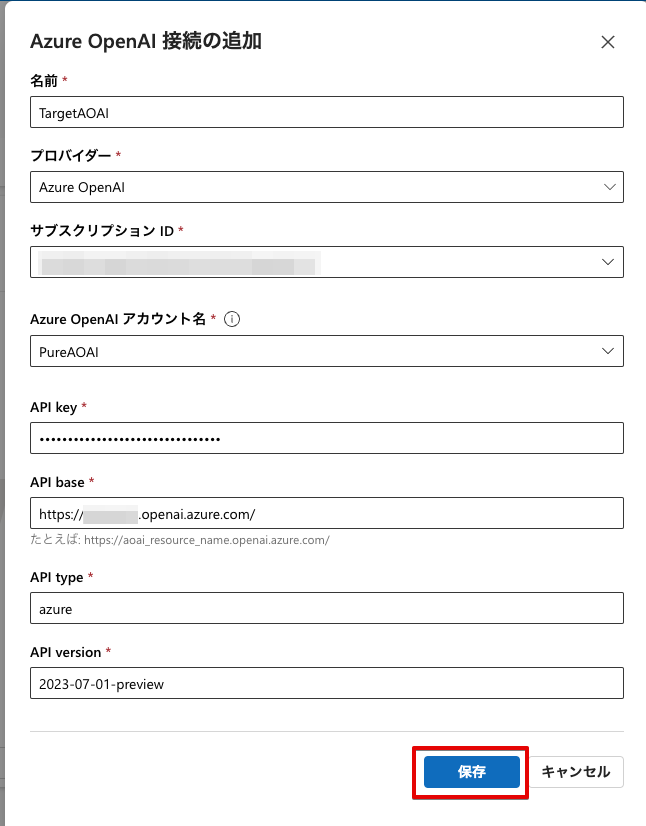 Azure OpenAI 接続の追加
名前 *
TargetAOAI
プロバイダー *
Azure OpenAI
サブスクリプション ID *
Azure OpenAI アカウント名 *
PureAOAI
API key *
••••••••••••••••••••••••••••••••
API base *
https:// .openai.azure.com/
たとえば: https://aoai_resource_name.openai.azure.com/
API type *
azure
API version *
2023-07-01-preview
保存 キャンセル